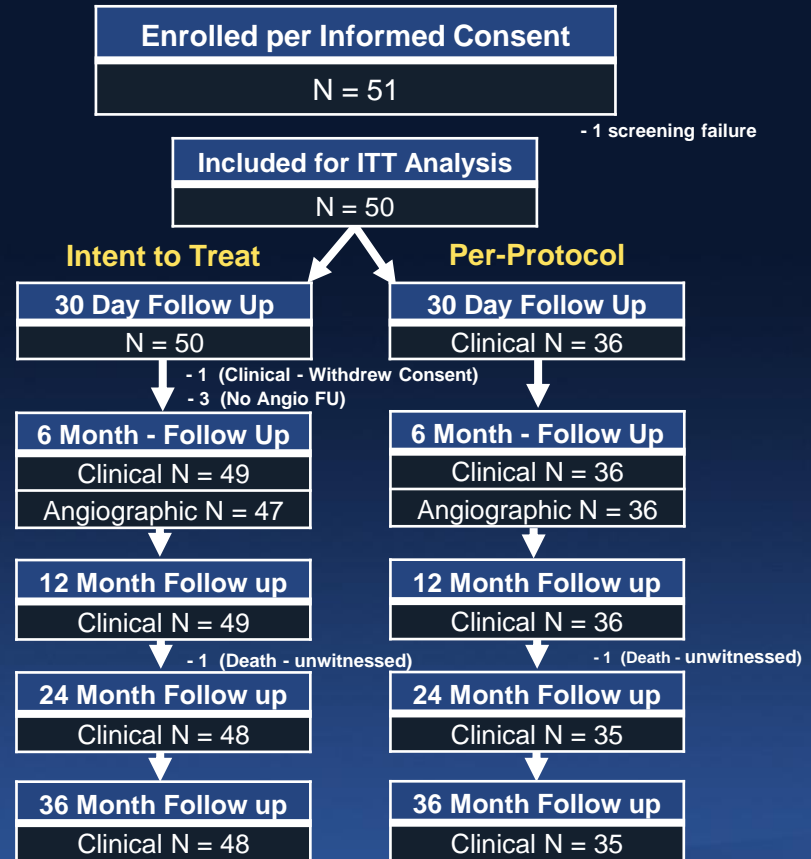 Enrolled per Informed Consent
N = 51
- 1 screening failure
Included for ITT Analysis
N = 50
Intent to Treat
Per-Protocol
30 Day Follow Up
N = 50
- 1 (Clinical - Withdrew Consent)
- 3 (No Angio FU)
6 Month - Follow Up
Clinical N = 49
Angiographic N = 47
12 Month Follow up
Clinical N = 49
- 1 (Death - unwitnessed)
24 Month Follow up
Clinical N = 48
36 Month Follow up
Clinical N = 48
30 Day Follow Up
Clinical N = 36
6 Month - Follow Up
Clinical N = 36
Angiographic N = 36
12 Month Follow up
Clinical N = 36
- 1 (Death - unwitnessed)
24 Month Follow up
Clinical N = 35
36 Month Follow up
Clinical N = 35